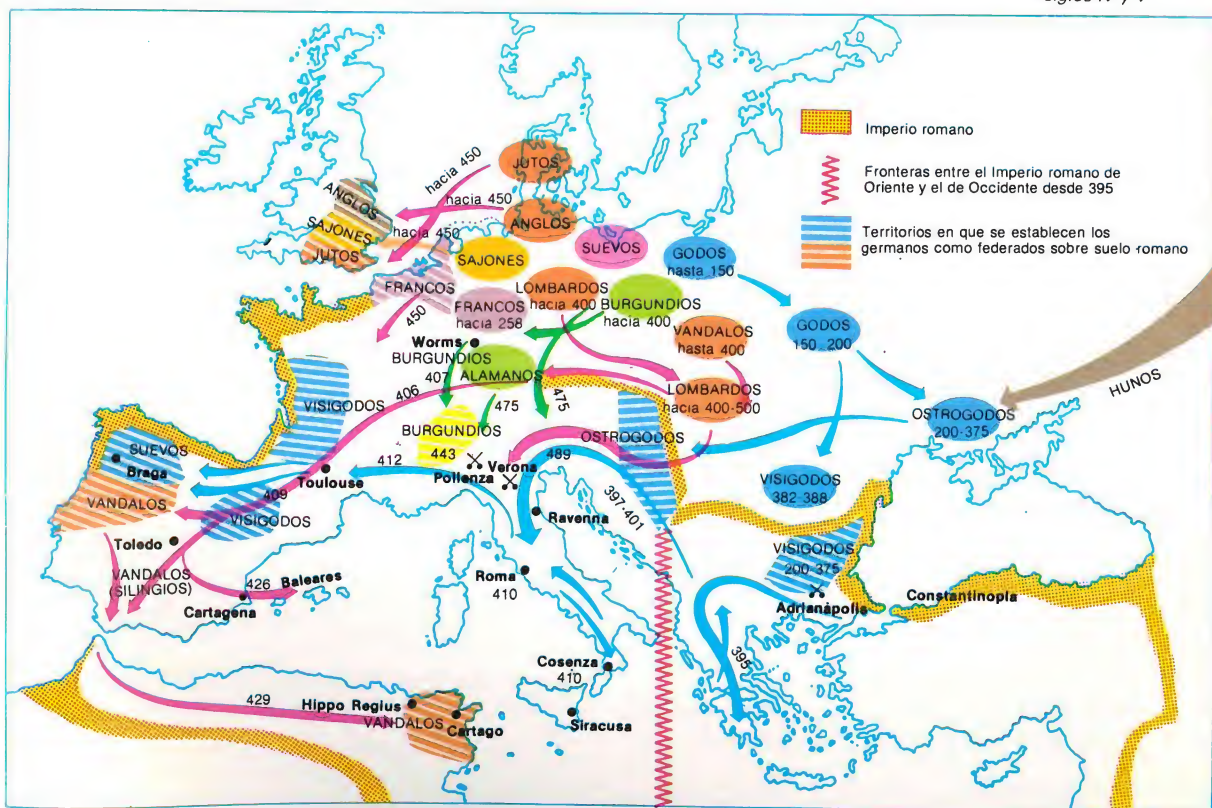 siglos IV y V
Imperio romano
Fronteras entre el Imperio romano de
Oriente y el de Occidente desde 395
Territorios en que se establecen los
germanos como federados sobre suelo romano
hacia 450
JUTOS
hacia 450
ANGLOS
ANGLOS
hacia 450
SAJONES
JUTOS
SAJONES
SUEVOS
GODOS
hasta 150
FRANCOS
450
FRANCOS
hacia 258
LOMBARDOS
hacia 400
BURGUNDIOS
hacia 400
VANDALOS
hasta 400
GODOS
150 200
HUNOS
Worms
BURGUNDIOS
407
ALAMANOS
406
475
475
LOMBARDOS
hacia 400-500
OSTROGODOS
200-375
VISIGODOS
BURGUNDIOS
443
OSTROGODOS
489
Verona
Pollenza
412
SUEVOS
Braga
Toulouse
VANDALOS
409
VISIGODOS
VISIGODOS
382-388
397-401
Ravenna
Toledo
VISIGODOS
200-375
VANDALOS
(SILINGIOS)
426
Baleares
Cartagena
Roma
410
Adrianápolis
Constantinopla
395
Cosenza
410
429
Hippo Regius
VANDALOS
Cartago
Siracusa